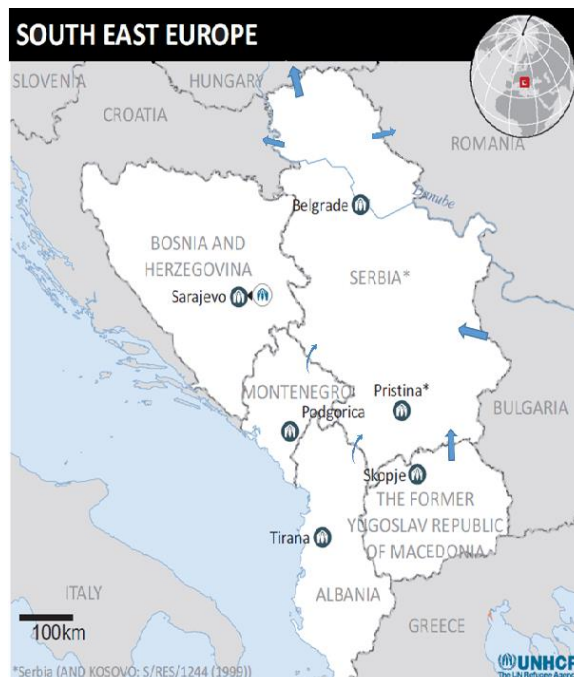 SOUTH EAST EUROPE
SLOVENIA
HUNGARY
CROATIA
ROMANIA
Danube
Belgrade
BOSNIA AND
HERZEGOVINA
SERBIA*
Sarajevo
MONTENEGRO
Pristina*
Podgorica
BULGARIA
Skopje
THE FORMER
YUGOSLAV REPUBLIC
OF MACEDONIA
Tirana
ITALY
ALBANIA
GREECE
100km
UNHCR
The UN Refugee Agency
*Serbia (AND KOSOVO: S/RES/1244 (1999))